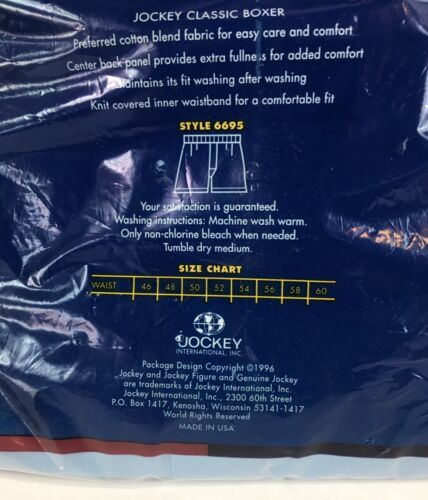 JOCKEY CLASSIC BOXER
Preferred cotton blend fabric for easy care and comfort
Center back panel provides extra fullness for added comfort
Maintains its fit washing after washing
Knit covered inner waistband for a comfortable fit
STYLE 6695
Your satisfaction is guaranteed.
Washing instructions: Machine wash warm.
Only non-chlorine bleach when needed.
Tumble dry medium.
SIZE CHART
WAIST 46 48 50 52 54 56 58 60
JOCKEY
INTERNATIONAL, INC.
Package Design Copyright ©1996
Jockey and Jockey Figure and Genuine Jockey
are trademarks of Jockey International, Inc.
Jockey International, Inc., 2300 60th Street
P.O. Box 1417, Kenosha, Wisconsin 53141-1417
World Rights Reserved
MADE IN USA